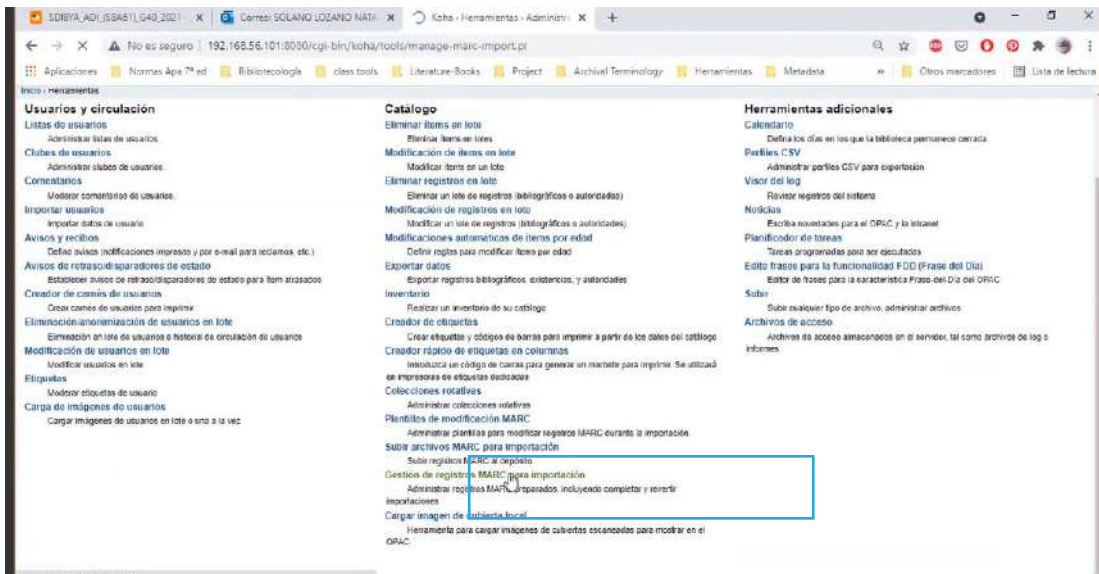 SDIBYA_ADI_(SBA61)_G40_2021
Correo: SOLANO LOZANO NATA
Koha › Herramientas › Administra
No es seguro | 192.168.56.101:8080/cgi-bin/koha/tools/manage-marc-import.pl
Aplicaciones Normas Apa 7ª ed Bibliotecología class tools Literature-Books Project Archival Terminology Herramientas Metadata » Otros marcadores Lista de lectura
Inicio › Herramientas
Usuarios y circulación
Listas de usuarios
Administrar listas de usuarios.
Clubes de usuarios
Administrar clubes de usuarios.
Comentarios
Moderar comentarios de usuarios.
Importar usuarios
Importar datos de usuario
Avisos y recibos
Defina avisos (notificaciones impresas y por e-mail para reclamos, etc.)
Avisos de retraso/disparadores de estado
Establecer avisos de retraso/disparadores de estado para ítem atrasados
Creador de carnés de usuarios
Crear carnes de usuarios para imprimir
Eliminación/anonimización de usuarios en lote
Eliminación en lote de usuarios o historial de circulación de usuarios
Modificación de usuarios en lote
Modificar usuarios en lote
Etiquetas
Moderar etiquetas de usuario
Carga de imágenes de usuarios
Cargar imágenes de usuarios en lote o una a la vez
Catálogo
Eliminar ítems en lote
Eliminar ítems en lotes
Modificación de ítems en lote
Modificar ítems en un lote
Eliminar registros en lote
Eliminar un lote de registros (bibliográficos o autoridades)
Modificación de registros en lote
Modificar un lote de registros (bibliográficos o autoridades)
Modificaciones automáticas de ítems por edad
Definir reglas para modificar ítems por edad
Exportar datos
Exportar registros bibliográficos, existencias, y autoridades
Inventario
Realizar un inventario de su catálogo
Creador de etiquetas
Crear etiquetas y códigos de barras para imprimir a partir de los datos del catálogo
Creador rápido de etiquetas en columnas
Introduzca un código de barras para generar un marbete para imprimir. Se utilizará
en impresoras de etiquetas dedicadas
Colecciones rotativas
Administrar colecciones rotativas
Plantillas de modificación MARC
Administrar plantillas para modificar registros MARC durante la importación
Subir archivos MARC para importación
Subir registros MARC al depósito
Gestión de registros MARC para importación
Administrar registros MARC preparados, incluyendo completar y revertir
importaciones
Cargar imagen de cubierta local
Herramienta para cargar imágenes de cubiertas escaneadas para mostrar en el
OPAC
Herramientas adicionales
Calendario
Defina los días en los que la biblioteca permanece cerrada.
Perfiles CSV
Administrar perfiles CSV para exportación
Visor del log
Revisar registros del sistema
Noticias
Escriba novedades para el OPAC y la intranet
Planificador de tareas
Tareas programadas para ser ejecutadas
Edite frases para la funcionalidad FDD (Frase del Día)
Editor de frases para la característica Frase-del-Día del OPAC
Subir
Subir cualquier tipo de archivo, administrar archivos
Archivos de acceso
Archivos de acceso almacenados en el servidor, tal como archivos de log o
informes